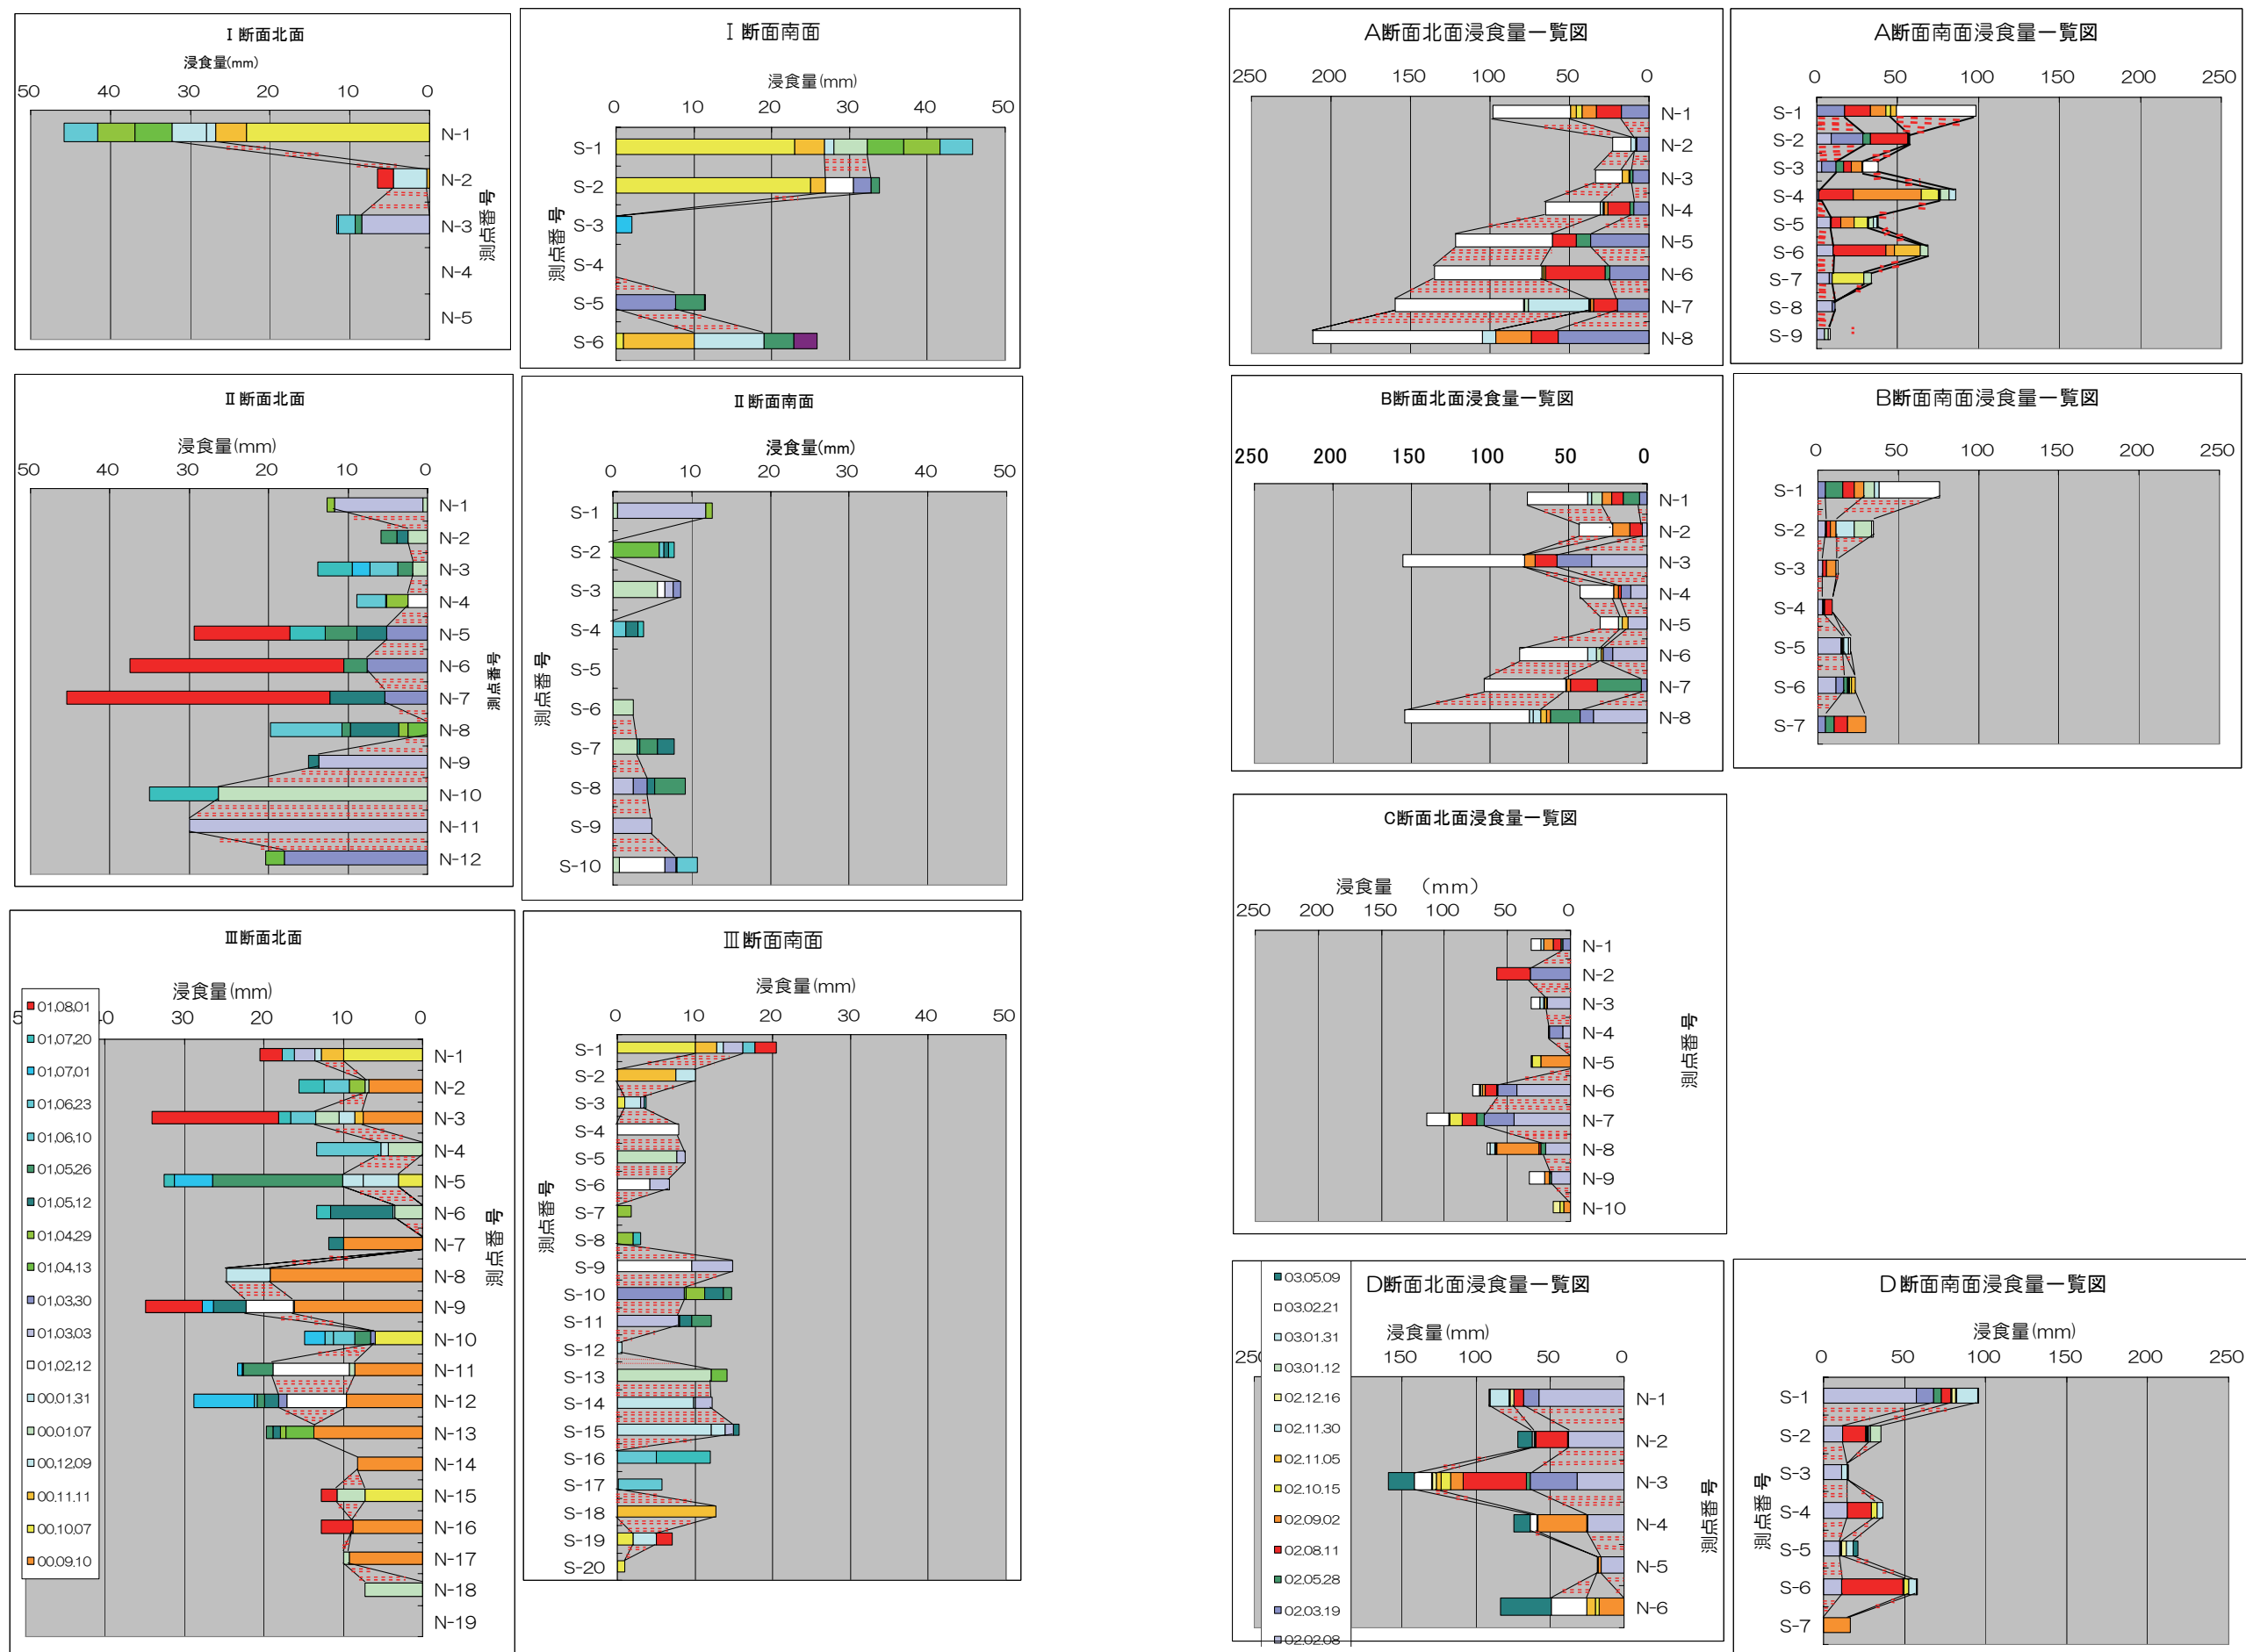 Ⅰ断面北面
浸食量(mm)
50 40 30 20 10 0
N-1
N-2
N-3
N-4
N-5
測点番号
Ⅰ断面南面
浸食量(mm)
0 10 20 30 40 50
S-1
S-2
S-3
S-4
S-5
S-6
測点番号
Ⅱ断面北面
浸食量(mm)
50 40 30 20 10 0
N-1
N-2
N-3
N-4
N-5
N-6
N-7
N-8
N-9
N-10
N-11
N-12
測点番号
Ⅱ断面南面
浸食量(mm)
0 10 20 30 40 50
S-1
S-2
S-3
S-4
S-5
S-6
S-7
S-8
S-9
S-10
測点番号
Ⅲ断面北面
浸食量(mm)
5 40 30 20 10 0
01.08.01
01.07.20
01.07.01
01.06.23
01.06.10
01.05.26
01.05.12
01.04.29
01.04.13
01.03.30
01.03.03
01.02.12
00.01.31
00.01.07
00.12.09
00.11.11
00.10.07
00.09.10
N-1
N-2
N-3
N-4
N-5
N-6
N-7
N-8
N-9
N-10
N-11
N-12
N-13
N-14
N-15
N-16
N-17
N-18
N-19
測点番号
Ⅲ断面南面
浸食量(mm)
0 10 20 30 40 50
S-1
S-2
S-3
S-4
S-5
S-6
S-7
S-8
S-9
S-10
S-11
S-12
S-13
S-14
S-15
S-16
S-17
S-18
S-19
S-20
測点番号
A断面北面浸食量一覧図
250 200 150 100 50 0
N-1
N-2
N-3
N-4
N-5
N-6
N-7
N-8
A断面南面浸食量一覧図
0 50 100 150 200 250
S-1
S-2
S-3
S-4
S-5
S-6
S-7
S-8
S-9
B断面北面浸食量一覧図
250 200 150 100 50 0
N-1
N-2
N-3
N-4
N-5
N-6
N-7
N-8
B断面南面浸食量一覧図
0 50 100 150 200 250
S-1
S-2
S-3
S-4
S-5
S-6
S-7
C断面北面浸食量一覧図
浸食量 (mm)
250 200 150 100 50 0
N-1
N-2
N-3
N-4
N-5
N-6
N-7
N-8
N-9
N-10
測点番号
D断面北面浸食量一覧図
浸食量(mm)
25 150 100 50 0
03.05.09
03.02.21
03.01.31
03.01.12
02.12.16
02.11.30
02.11.05
02.10.15
02.09.02
02.08.11
02.05.28
02.03.19
02.02.08
N-1
N-2
N-3
N-4
N-5
N-6
測点番号
D断面南面浸食量一覧図
浸食量(mm)
0 50 100 150 200 250
S-1
S-2
S-3
S-4
S-5
S-6
S-7
測点番号